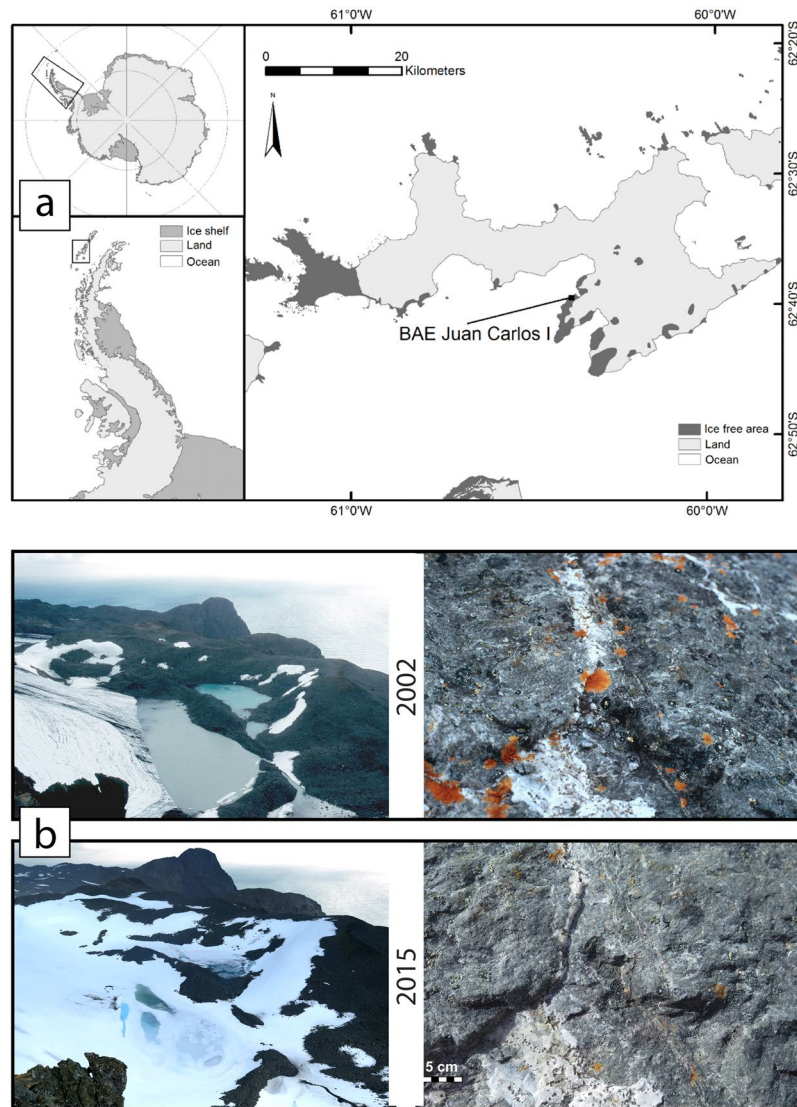 61°0'W
60°0'W
0
20
Kilometers
N
62°20'S
62°30'S
62°40'S
62°50'S
a
Ice shelf
Land
Ocean
BAE Juan Carlos I
Ice free area
Land
Ocean
61°0'W
60°0'W
2002
b
2015
5 cm